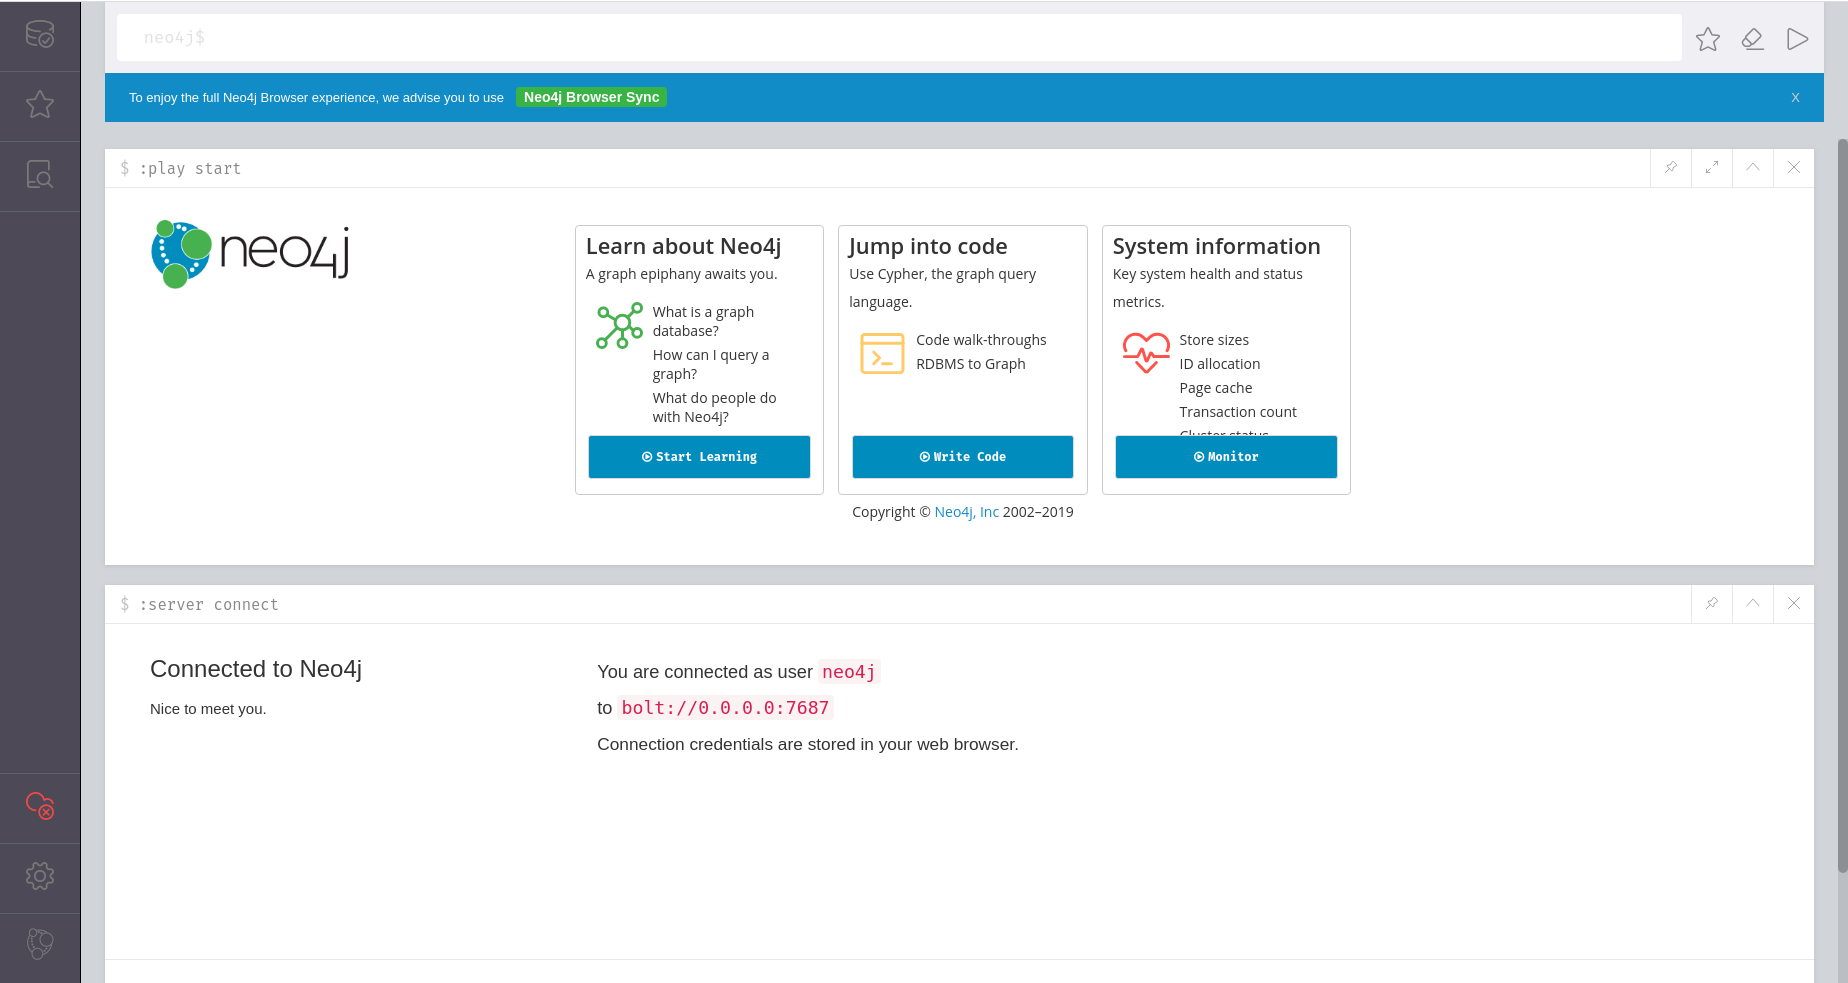 neo4j$
To enjoy the full Neo4j Browser experience, we advise you to use Neo4j Browser Sync X
$ :play start
neo4j
Learn about Neo4j
A graph epiphany awaits you.
What is a graph
database?
How can I query a
graph?
What do people do
with Neo4j?
Start Learning
Jump into code
Use Cypher, the graph query
language.
Code walk-throughs
RDBMS to Graph
Write Code
System information
Key system health and status
metrics.
Store sizes
ID allocation
Page cache
Transaction count
Cluster status
Monitor
Copyright © Neo4j, Inc 2002–2019
$ :server connect
Connected to Neo4j
Nice to meet you.
You are connected as user neo4j
to bolt://0.0.0.0:7687
Connection credentials are stored in your web browser.